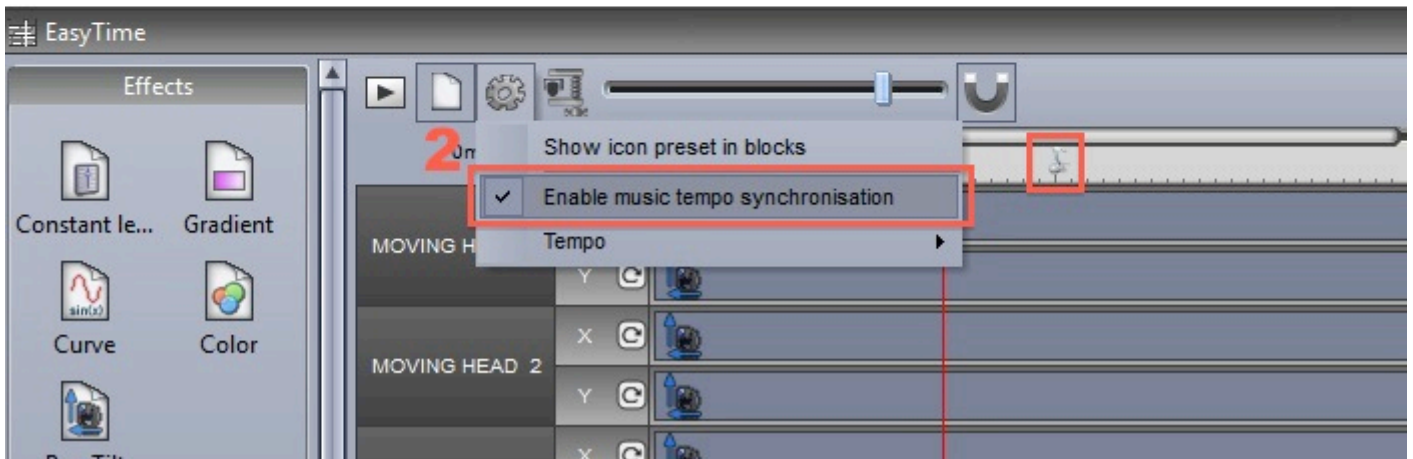 EasyTime
Effects
2
Show icon preset in blocks
Enable music tempo synchronisation
Tempo
Constant le...
Gradient
sin(x)
Curve
Color
MOVING H
Y
X
MOVING HEAD 2
Y
X